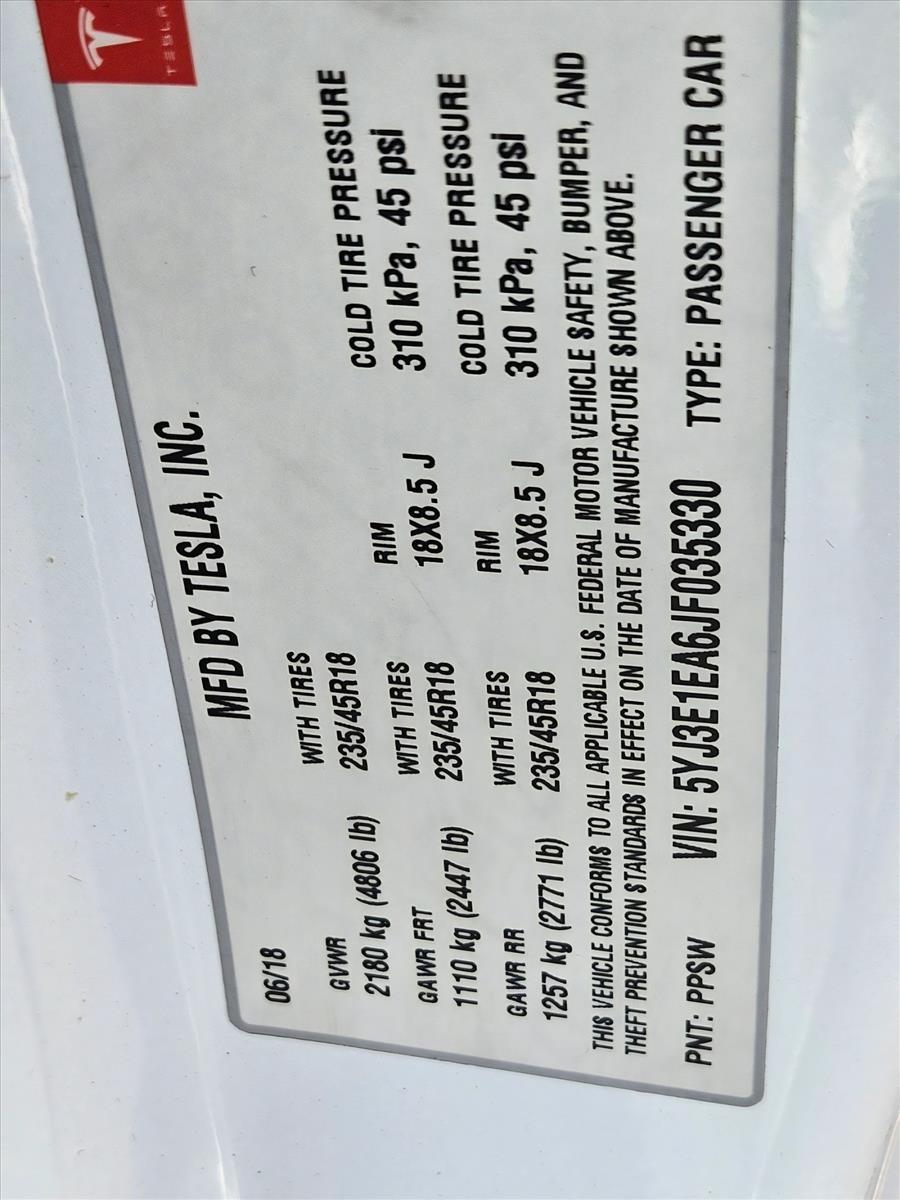 TESLA
MFD BY TESLA, INC.
06/18
GVWR WITH TIRES
2180 kg (4806 lb) 235/45R18
GAWR FRT WITH TIRES RIM COLD TIRE PRESSURE
1110 kg (2447 lb) 235/45R18 18X8.5 J 310 kPa, 45 psi
GAWR RR WITH TIRES RIM COLD TIRE PRESSURE
1257 kg (2771 lb) 235/45R18 18X8.5 J 310 kPa, 45 psi
THIS VEHICLE CONFORMS TO ALL APPLICABLE U.S. FEDERAL MOTOR VEHICLE SAFETY, BUMPER, AND
THEFT PREVENTION STANDARDS IN EFFECT ON THE DATE OF MANUFACTURE SHOWN ABOVE.
PNT: PPSW VIN: 5YJ3E1EA6JF035330 TYPE: PASSENGER CAR